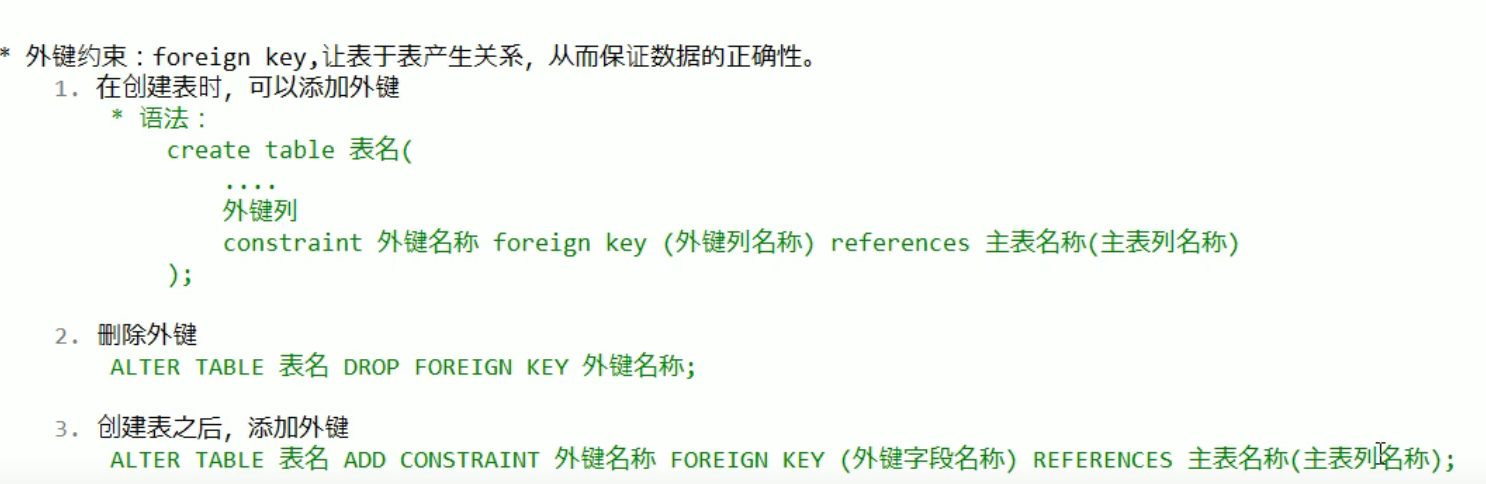 * 外键约束：foreign key,让表于表产生关系，从而保证数据的正确性。
1. 在创建表时，可以添加外键
* 语法：
create table 表名(
....
外键列
constraint 外键名称 foreign key (外键列名称) references 主表名称(主表列名称)
);
2. 删除外键
ALTER TABLE 表名 DROP FOREIGN KEY 外键名称;
3. 创建表之后，添加外键
ALTER TABLE 表名 ADD CONSTRAINT 外键名称 FOREIGN KEY (外键字段名称) REFERENCES 主表名称(主表列名称);